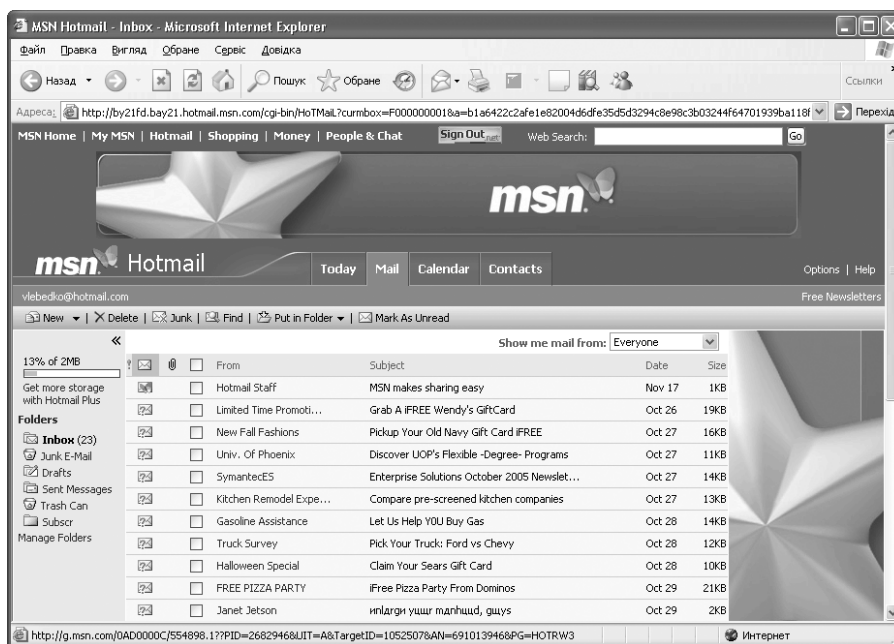 MSN Hotmail - Inbox - Microsoft Internet Explorer
Файл Правка Вигляд Обране Сервіс Довідка
Назад Пошук Обране Ссылки
Адреса: http://by21fd.bay21.hotmail.msn.com/cgi-bin/HoTMaiL?curmbox=F000000001&a=b1a6422c2afe1e82004d6dfe35d5d3294c8e98c3b03244f64701939ba118f Перехід
MSN Home | My MSN | Hotmail | Shopping | Money | People & Chat Sign Out.net Web Search: Go
msn
msn Hotmail Today Mail Calendar Contacts Options | Help
vlebedko@hotmail.com Free Newsletters
New | Delete | Junk | Find | Put in Folder | Mark As Unread
Show me mail from: Everyone
13% of 2MB
Get more storage
with Hotmail Plus
Folders
Inbox (23)
Junk E-Mail
Drafts
Sent Messages
Trash Can
Subscr
Manage Folders
! From Subject Date Size
Hotmail Staff MSN makes sharing easy Nov 17 1KB
Limited Time Promoti... Grab A iFREE Wendy's GiftCard Oct 26 19KB
New Fall Fashions Pickup Your Old Navy Gift Card iFREE Oct 27 16KB
Univ. Of Phoenix Discover UOP's Flexible -Degree- Programs Oct 27 11KB
SymantecES Enterprise Solutions October 2005 Newslet... Oct 27 14KB
Kitchen Remodel Expe... Compare pre-screened kitchen companies Oct 27 13KB
Gasoline Assistance Let Us Help Y0U Buy Gas Oct 28 14KB
Truck Survey Pick Your Truck: Ford vs Chevy Oct 28 12KB
Halloween Special Claim Your Sears Gift Card Oct 28 10KB
FREE PIZZA PARTY iFree Pizza Party From Dominos Oct 29 21KB
Janet Jetson Oct 29 2KB
http://g.msn.com/0AD0000C/554898.1??PID=2682946&UIT=A&TargetID=1052507&AN=691013946&PG=HOTRW3 Интернет